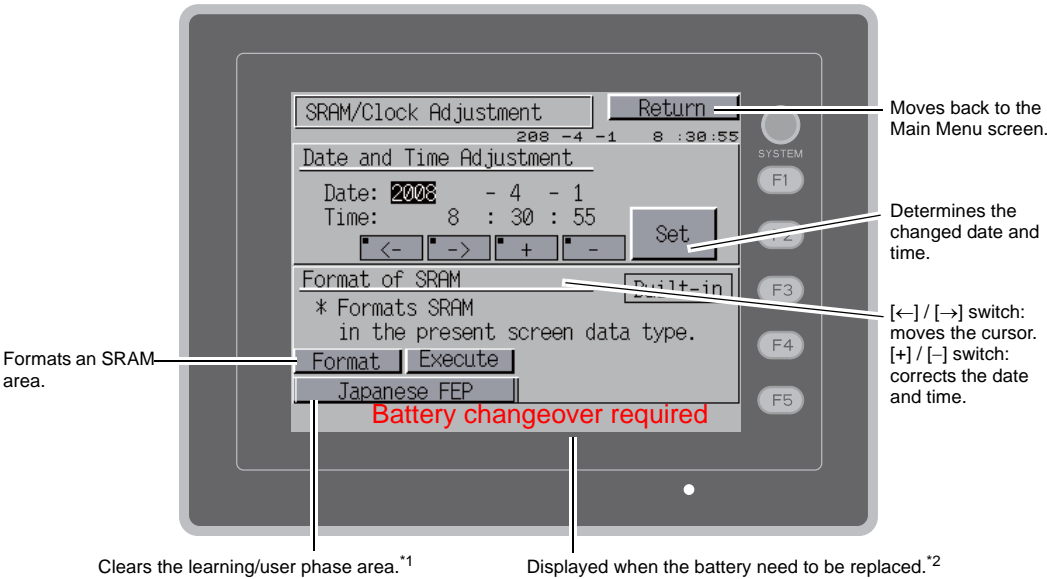 SRAM/Clock Adjustment
Return
208 -4 -1 8 :30:55
Date and Time Adjustment
Date: 2008 - 4 - 1
Time: 8 : 30 : 55
<- -> + -
Set
Format of SRAM
Built-in
* Formats SRAM
in the present screen data type.
Format Execute
Japanese FEP
Battery changeover required
SYSTEM
F1
F2
F3
F4
F5
Moves back to the
Main Menu screen.
Determines the
changed date and
time.
[←] / [→] switch:
moves the cursor.
[+] / [–] switch:
corrects the date
and time.
Formats an SRAM
area.
Clears the learning/user phase area.*1
Displayed when the battery need to be replaced.*2